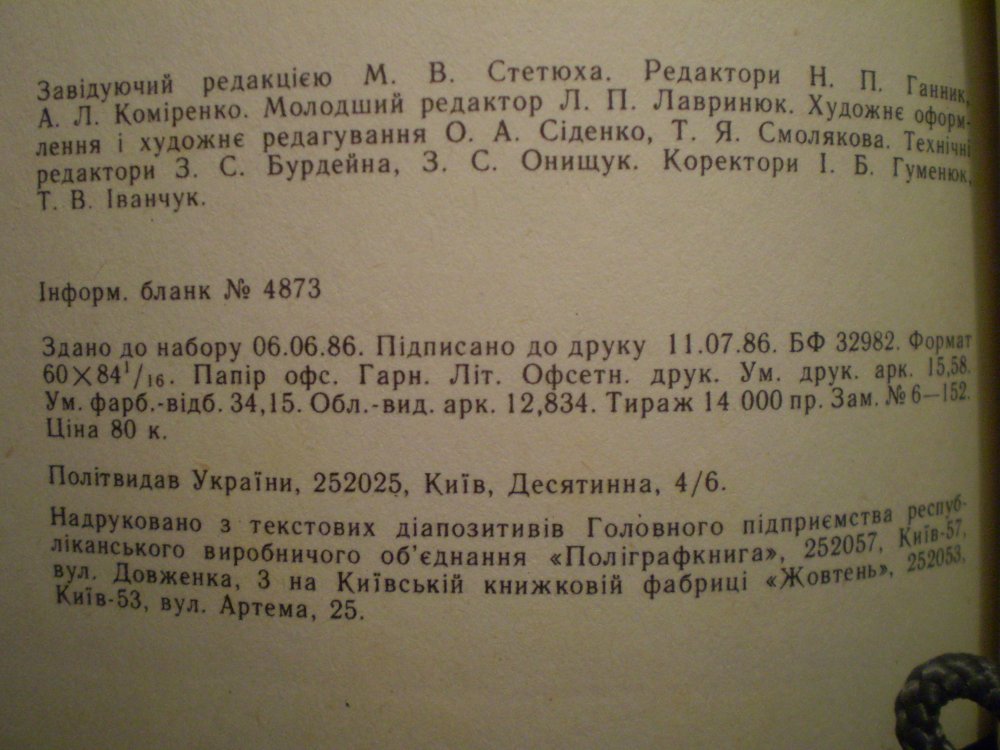 Завідуючий редакцією М. В. Стетюха. Редактори Н. П. Ганник,
А. Л. Коміренко. Молодший редактор Л. П. Лавринюк. Художнє оформ-
лення і художнє редагування О. А. Сіденко, Т. Я. Смолякова. Технічні
редактори З. С. Бурдейна, З. С. Онищук. Коректори І. Б. Гуменюк,
Т. В. Іванчук.
Інформ. бланк № 4873
Здано до набору 06.06.86. Підписано до друку 11.07.86. БФ 32982. Формат
60×84¹/₁₆. Папір офс. Гарн. Літ. Офсетн. друк. Ум. друк. арк. 15,58.
Ум. фарб.-відб. 34,15. Обл.-вид. арк. 12,834. Тираж 14 000 пр. Зам. № 6—152.
Ціна 80 к.
Політвидав України, 252025, Київ, Десятинна, 4/6.
Надруковано з текстових діапозитивів Головного підприємства респуб-
ліканського виробничого об'єднання «Поліграфкнига», 252057, Київ-57,
вул. Довженка, 3 на Київській книжковій фабриці «Жовтень», 252053,
Київ-53, вул. Артема, 25.